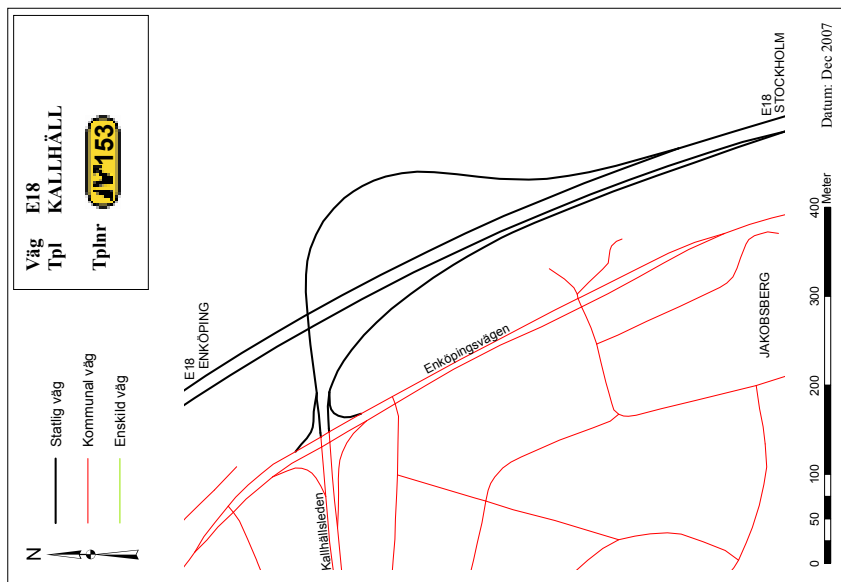 Väg E18
Tpl KALLHÄLL
Tplnr 153
Statlig väg
Kommunal väg
Enskild väg
N
E18
ENKÖPING
Kallhällsleden
Enköpingsvägen
JAKOBSBERG
E18
STOCKHOLM
0 50 100 200 300 400
Meter
Datum: Dec 2007